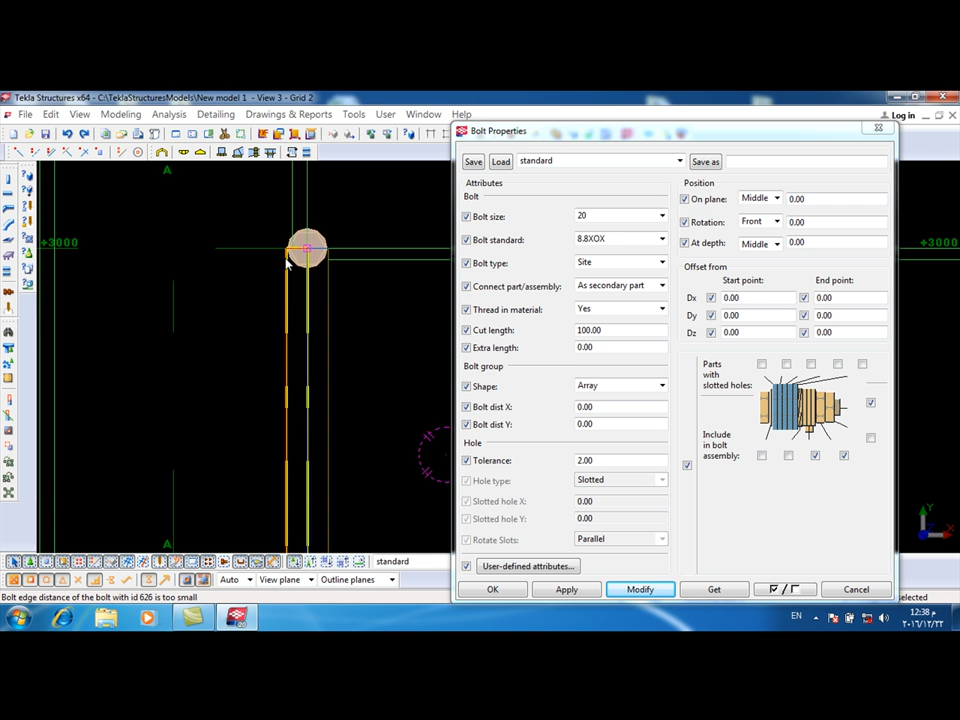 Tekla Structures x64 - C:\TeklaStructuresModels\New model 1 - View 3 - Grid 2
File Edit View Modeling Analysis Detailing Drawings & Reports Tools User Window Help
Log in
Bolt Properties
Save Load standard Save as
Attributes
Bolt
Bolt size: 20
Bolt standard: 8.8XOX
Bolt type: Site
Connect part/assembly: As secondary part
Thread in material: Yes
Cut length: 100.00
Extra length: 0.00
Bolt group
Shape: Array
Bolt dist X: 0.00
Bolt dist Y: 0.00
Hole
Tolerance: 2.00
Hole type: Slotted
Slotted hole X: 0.00
Slotted hole Y: 0.00
Rotate Slots: Parallel
User-defined attributes...
Position
On plane: Middle 0.00
Rotation: Front 0.00
At depth: Middle 0.00
Offset from
Start point: End point:
Dx 0.00 0.00
Dy 0.00 0.00
Dz 0.00 0.00
Parts
with
slotted holes:
Include
in bolt
assembly:
OK Apply Modify Get Cancel
A
+3000
+3000
A
Y
X
standard
Auto View plane Outline planes
Bolt edge distance of the bolt with id 626 is too small
selected
20
EN
12:38 م
٢٠١٦/١٢/٢٢